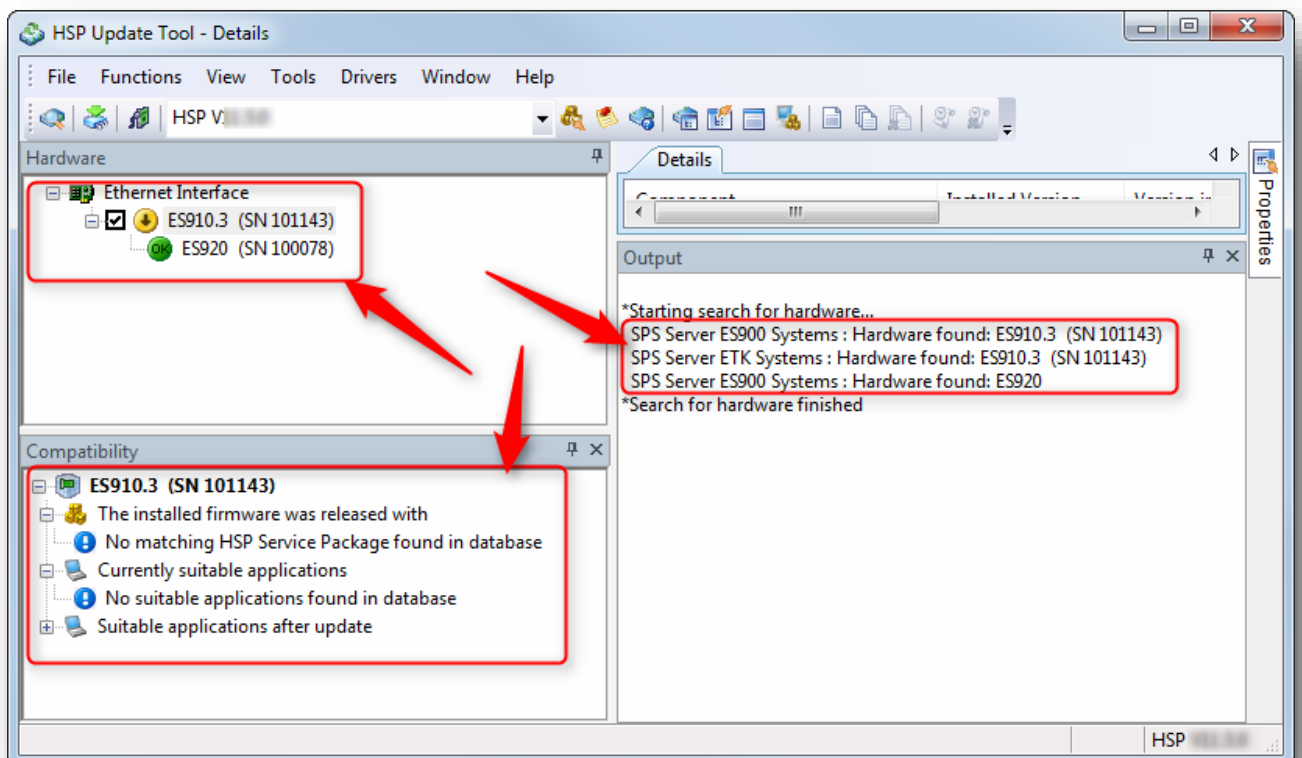 HSP Update Tool - Details
File Functions View Tools Drivers Window Help
HSP
Hardware
Ethernet Interface
ES910.3 (SN 101143)
OK ES920 (SN 100078)
Compatibility
ES910.3 (SN 101143)
The installed firmware was released with
No matching HSP Service Package found in database
Currently suitable applications
No suitable applications found in database
Suitable applications after update
Details
Component Installed Version
Output
*Starting search for hardware...
SPS Server ES900 Systems : Hardware found: ES910.3 (SN 101143)
SPS Server ETK Systems : Hardware found: ES910.3 (SN 101143)
SPS Server ES900 Systems : Hardware found: ES920
*Search for hardware finished
Properties
HSP